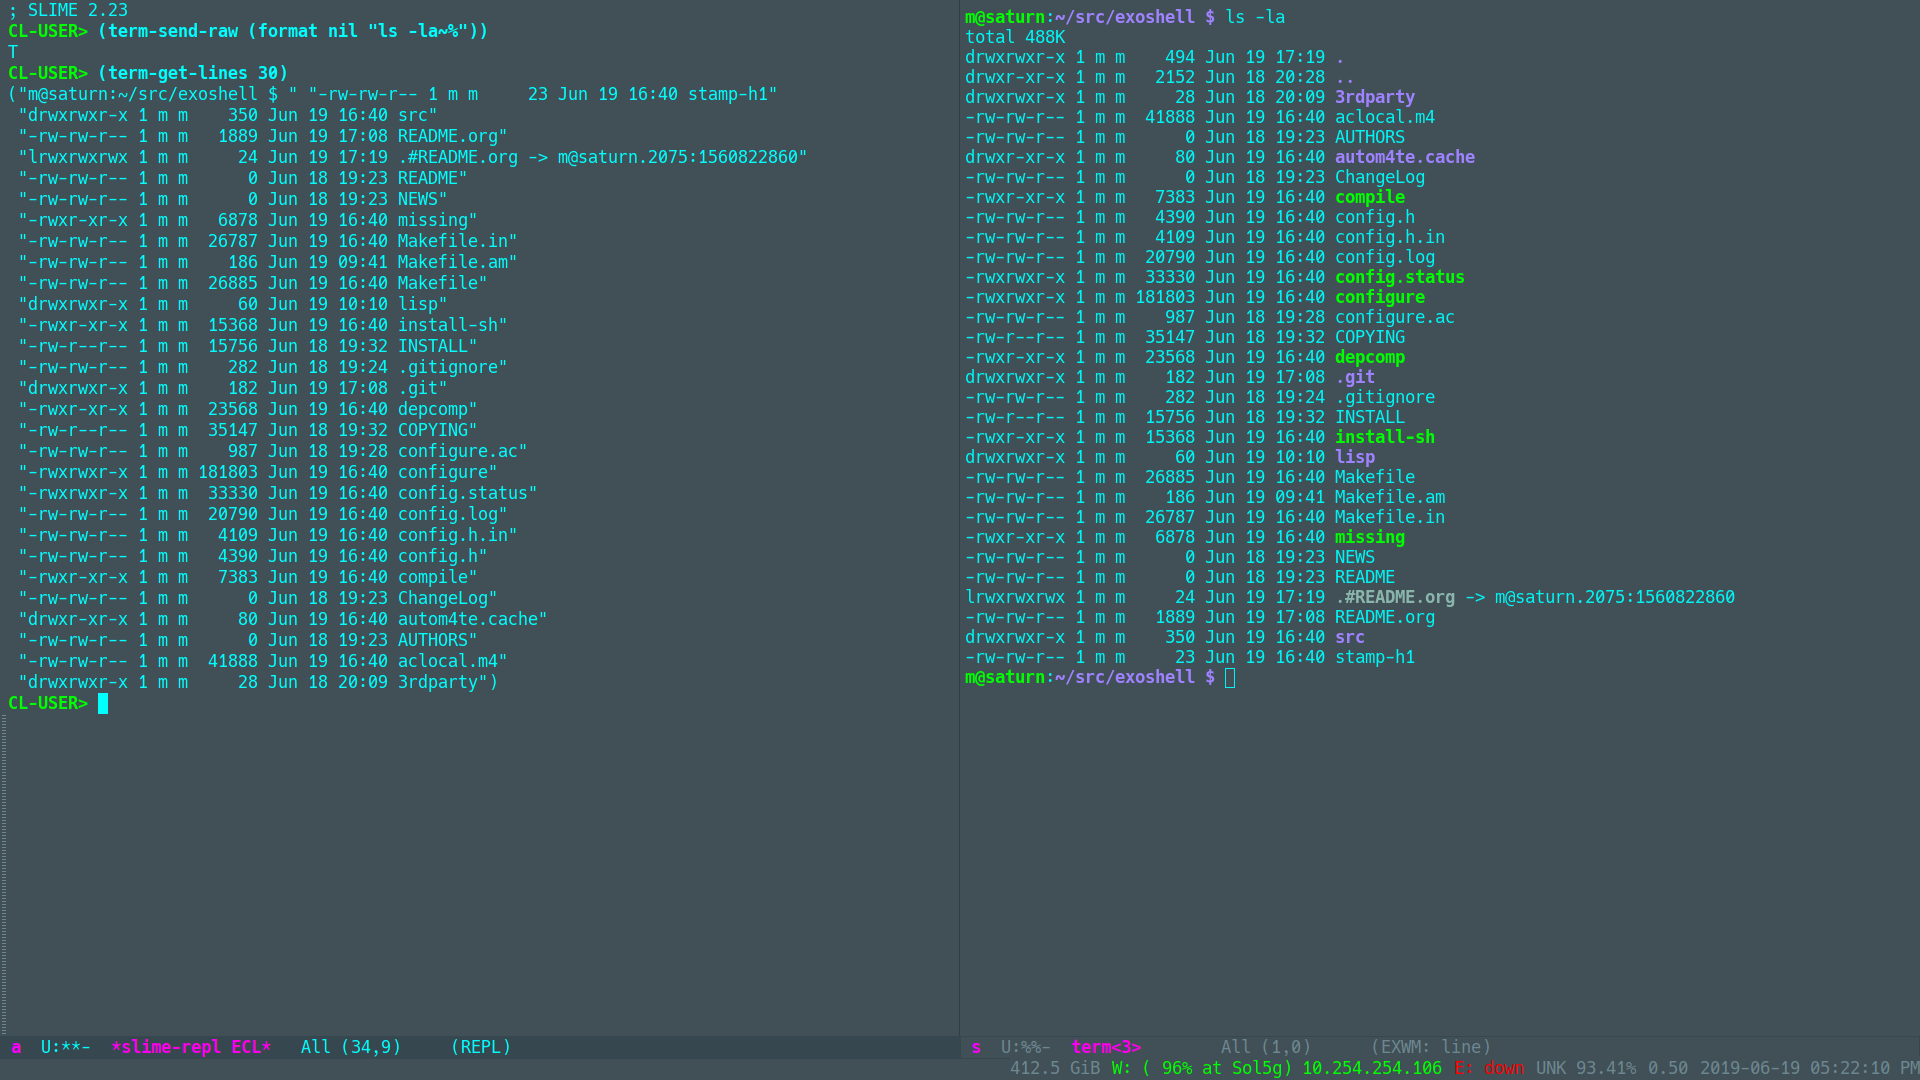 ; SLIME 2.23
CL-USER> (term-send-raw (format nil "ls -la~%"))
T
CL-USER> (term-get-lines 30)
("m@saturn:~/src/exoshell $ " "-rw-rw-r-- 1 m m     23 Jun 19 16:40 stamp-h1"
 "drwxrwxr-x 1 m m    350 Jun 19 16:40 src"
 "-rw-rw-r-- 1 m m   1889 Jun 19 17:08 README.org"
 "lrwxrwxrwx 1 m m     24 Jun 19 17:19 .#README.org -> m@saturn.2075:1560822860"
 "-rw-rw-r-- 1 m m      0 Jun 18 19:23 README"
 "-rw-rw-r-- 1 m m      0 Jun 18 19:23 NEWS"
 "-rwxr-xr-x 1 m m   6878 Jun 19 16:40 missing"
 "-rw-rw-r-- 1 m m  26787 Jun 19 16:40 Makefile.in"
 "-rw-rw-r-- 1 m m    186 Jun 19 09:41 Makefile.am"
 "-rw-rw-r-- 1 m m  26885 Jun 19 16:40 Makefile"
 "drwxrwxr-x 1 m m     60 Jun 19 10:10 lisp"
 "-rwxr-xr-x 1 m m  15368 Jun 19 16:40 install-sh"
 "-rw-r--r-- 1 m m  15756 Jun 18 19:32 INSTALL"
 "-rw-rw-r-- 1 m m    282 Jun 18 19:24 .gitignore"
 "drwxrwxr-x 1 m m    182 Jun 19 17:08 .git"
 "-rwxr-xr-x 1 m m  23568 Jun 19 16:40 depcomp"
 "-rw-r--r-- 1 m m  35147 Jun 18 19:32 COPYING"
 "-rw-rw-r-- 1 m m    987 Jun 18 19:28 configure.ac"
 "-rwxrwxr-x 1 m m 181803 Jun 19 16:40 configure"
 "-rwxrwxr-x 1 m m  33330 Jun 19 16:40 config.status"
 "-rw-rw-r-- 1 m m  20790 Jun 19 16:40 config.log"
 "-rw-rw-r-- 1 m m   4109 Jun 19 16:40 config.h.in"
 "-rw-rw-r-- 1 m m   4390 Jun 19 16:40 config.h"
 "-rwxr-xr-x 1 m m   7383 Jun 19 16:40 compile"
 "-rw-rw-r-- 1 m m      0 Jun 18 19:23 ChangeLog"
 "drwxr-xr-x 1 m m     80 Jun 19 16:40 autom4te.cache"
 "-rw-rw-r-- 1 m m      0 Jun 18 19:23 AUTHORS"
 "-rw-rw-r-- 1 m m  41888 Jun 19 16:40 aclocal.m4"
 "drwxrwxr-x 1 m m     28 Jun 18 20:09 3rdparty")
CL-USER>
a  U:**-  *slime-repl ECL*   All (34,9)     (REPL)
m@saturn:~/src/exoshell $ ls -la
total 488K
drwxrwxr-x 1 m m    494 Jun 19 17:19 .
drwxr-xr-x 1 m m   2152 Jun 18 20:28 ..
drwxrwxr-x 1 m m     28 Jun 18 20:09 3rdparty
-rw-rw-r-- 1 m m  41888 Jun 19 16:40 aclocal.m4
-rw-rw-r-- 1 m m      0 Jun 18 19:23 AUTHORS
drwxr-xr-x 1 m m     80 Jun 19 16:40 autom4te.cache
-rw-rw-r-- 1 m m      0 Jun 18 19:23 ChangeLog
-rwxr-xr-x 1 m m   7383 Jun 19 16:40 compile
-rw-rw-r-- 1 m m   4390 Jun 19 16:40 config.h
-rw-rw-r-- 1 m m   4109 Jun 19 16:40 config.h.in
-rw-rw-r-- 1 m m  20790 Jun 19 16:40 config.log
-rwxrwxr-x 1 m m  33330 Jun 19 16:40 config.status
-rwxrwxr-x 1 m m 181803 Jun 19 16:40 configure
-rw-rw-r-- 1 m m    987 Jun 18 19:28 configure.ac
-rw-r--r-- 1 m m  35147 Jun 18 19:32 COPYING
-rwxr-xr-x 1 m m  23568 Jun 19 16:40 depcomp
drwxrwxr-x 1 m m    182 Jun 19 17:08 .git
-rw-rw-r-- 1 m m    282 Jun 18 19:24 .gitignore
-rw-r--r-- 1 m m  15756 Jun 18 19:32 INSTALL
-rwxr-xr-x 1 m m  15368 Jun 19 16:40 install-sh
drwxrwxr-x 1 m m     60 Jun 19 10:10 lisp
-rw-rw-r-- 1 m m  26885 Jun 19 16:40 Makefile
-rw-rw-r-- 1 m m    186 Jun 19 09:41 Makefile.am
-rw-rw-r-- 1 m m  26787 Jun 19 16:40 Makefile.in
-rwxr-xr-x 1 m m   6878 Jun 19 16:40 missing
-rw-rw-r-- 1 m m      0 Jun 18 19:23 NEWS
-rw-rw-r-- 1 m m      0 Jun 18 19:23 README
lrwxrwxrwx 1 m m     24 Jun 19 17:19 .#README.org -> m@saturn.2075:1560822860
-rw-rw-r-- 1 m m   1889 Jun 19 17:08 README.org
drwxrwxr-x 1 m m    350 Jun 19 16:40 src
-rw-rw-r-- 1 m m     23 Jun 19 16:40 stamp-h1
m@saturn:~/src/exoshell $
s  U:%%-  term<3>        All (1,0)      (EXWM: line)
412.5 GiB W: ( 96% at Sol5g) 10.254.254.106 E: down UNK 93.41% 0.50 2019-06-19 05:22:10 PM